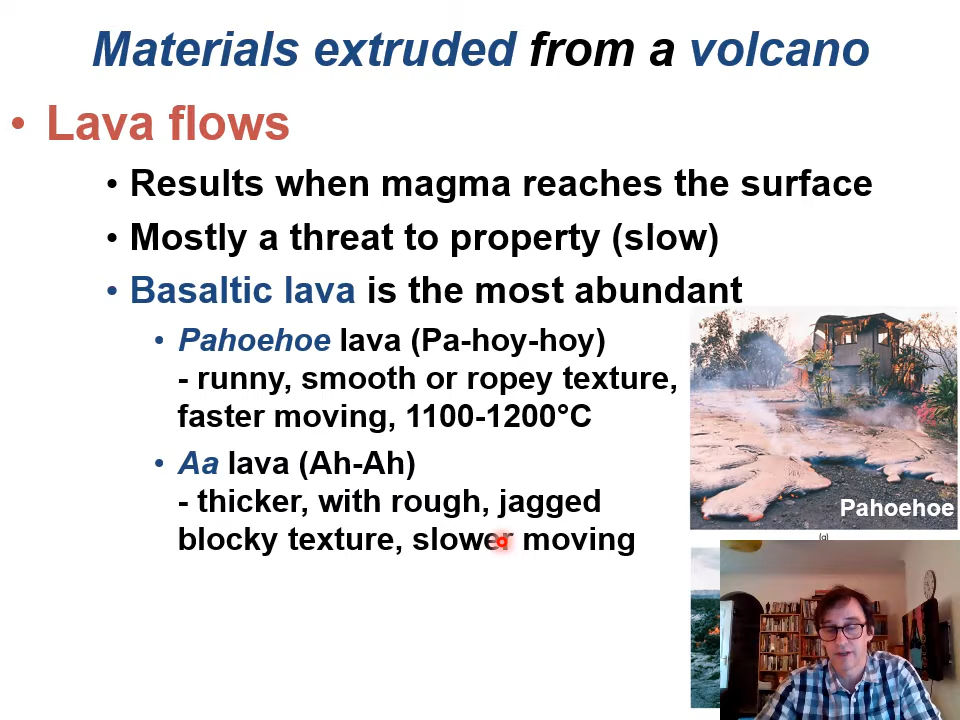 Materials extruded from a volcano
• Lava flows
• Results when magma reaches the surface
• Mostly a threat to property (slow)
• Basaltic lava is the most abundant
• Pahoehoe lava (Pa-hoy-hoy)
- runny, smooth or ropey texture,
faster moving, 1100-1200°C
• Aa lava (Ah-Ah)
- thicker, with rough, jagged
blocky texture, slower moving
Pahoehoe
(a)